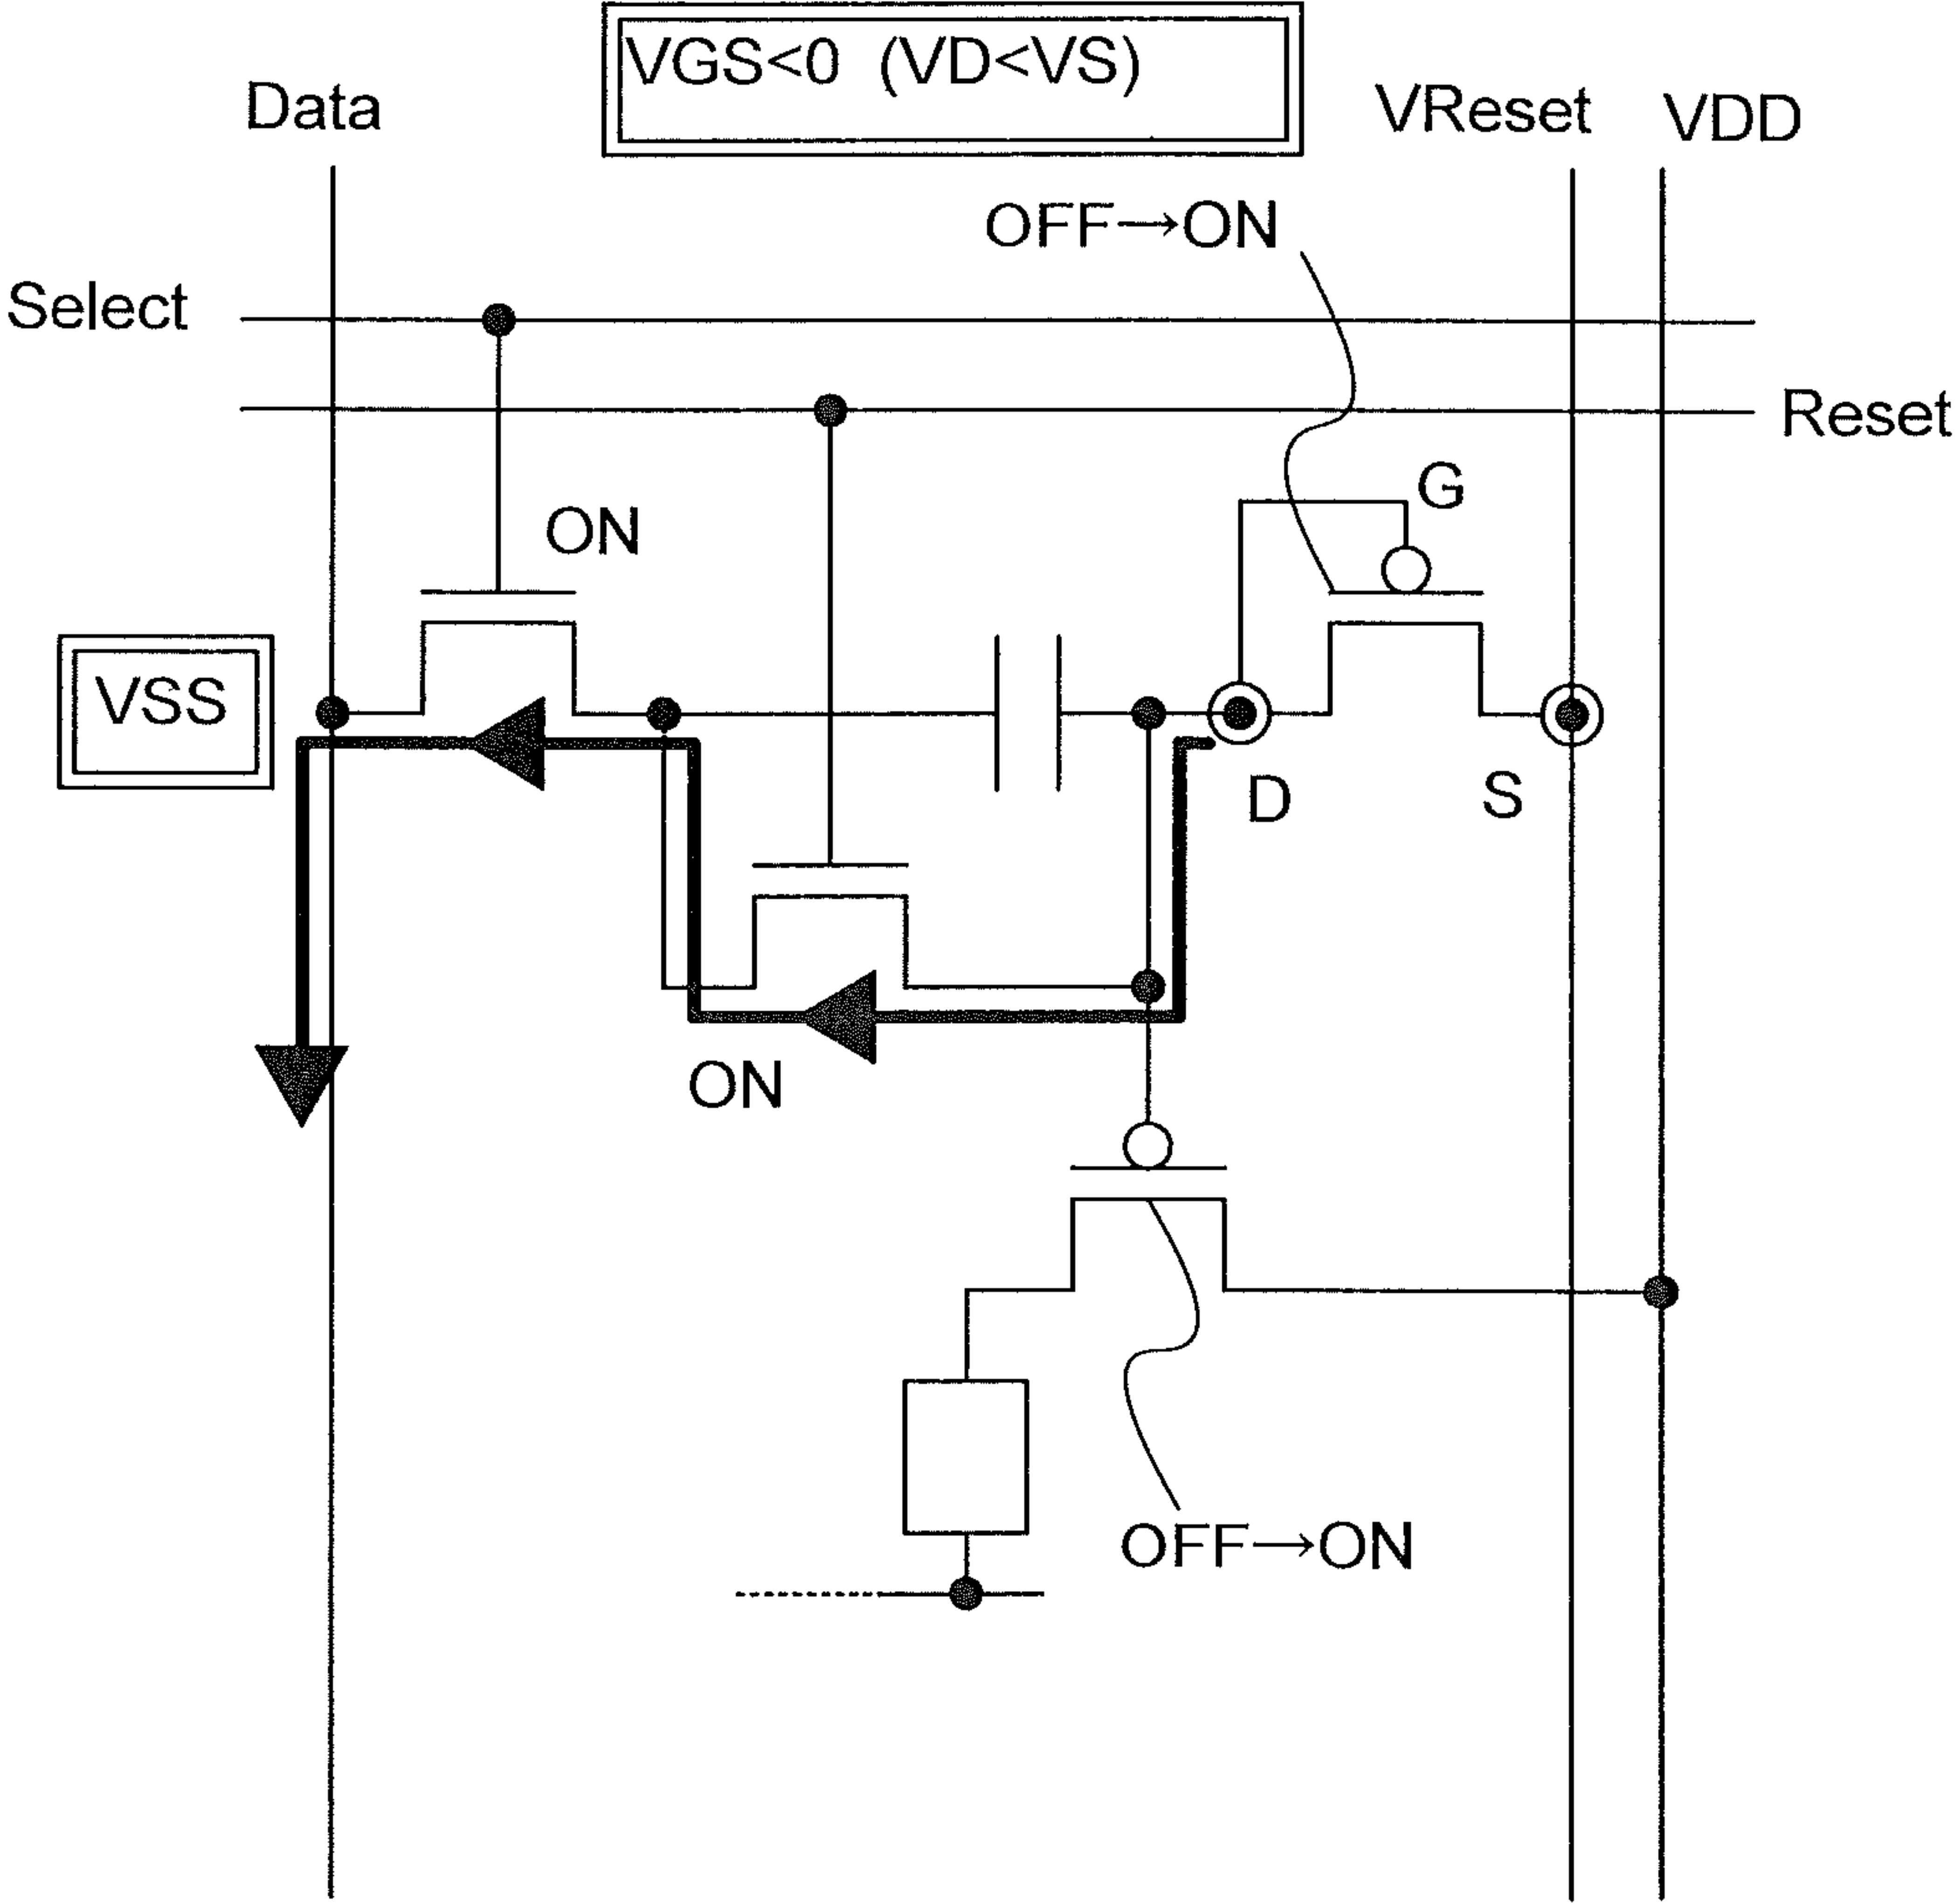 VGS<0 (VD<VS)
Data
VReset
VDD
OFF→ON
Select
Reset
G
ON
VSS
D
S
ON
OFF→ON